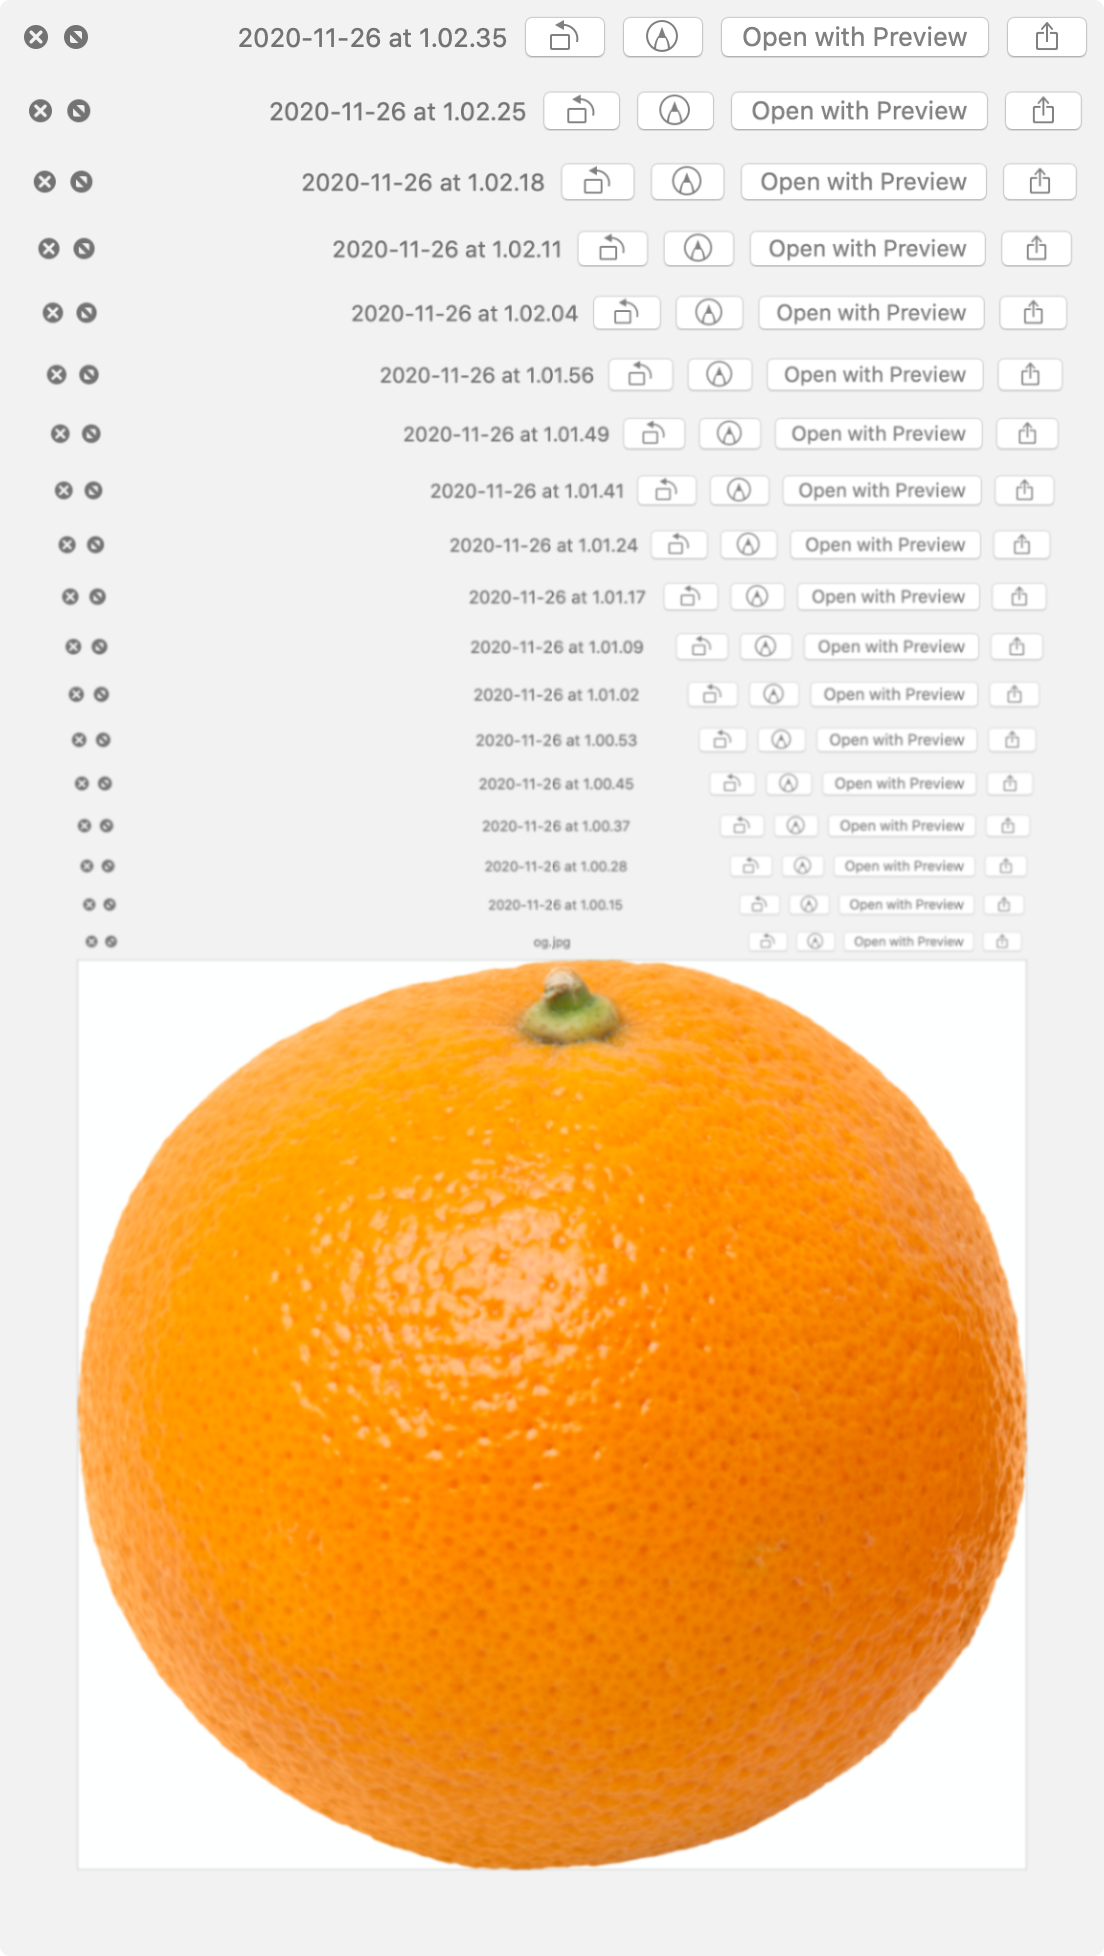 2020-11-26 at 1.02.35 Open with Preview
2020-11-26 at 1.02.25 Open with Preview
2020-11-26 at 1.02.18 Open with Preview
2020-11-26 at 1.02.11 Open with Preview
2020-11-26 at 1.02.04 Open with Preview
2020-11-26 at 1.01.56 Open with Preview
2020-11-26 at 1.01.49 Open with Preview
2020-11-26 at 1.01.41 Open with Preview
2020-11-26 at 1.01.24 Open with Preview
2020-11-26 at 1.01.17 Open with Preview
2020-11-26 at 1.01.09 Open with Preview
2020-11-26 at 1.01.02 Open with Preview
2020-11-26 at 1.00.53 Open with Preview
2020-11-26 at 1.00.45 Open with Preview
2020-11-26 at 1.00.37 Open with Preview
2020-11-26 at 1.00.28 Open with Preview
2020-11-26 at 1.00.15 Open with Preview
og.jpg Open with Preview